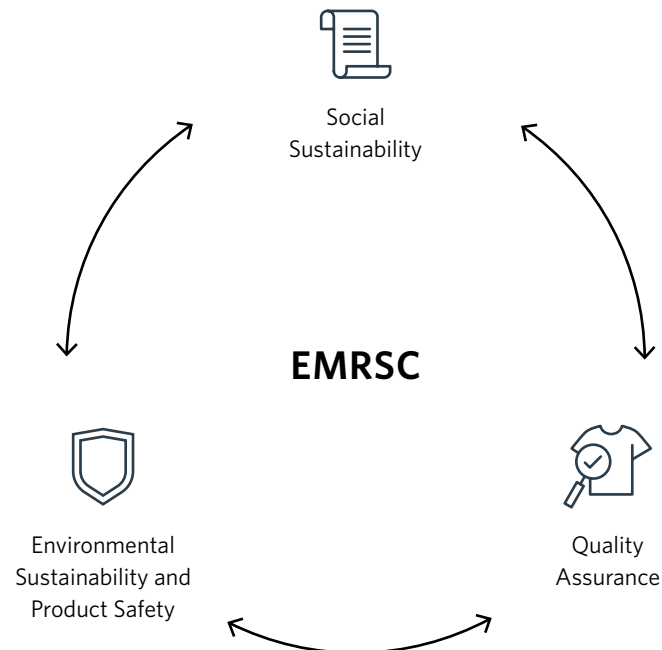 Social
Sustainability
EMRSC
Environmental
Sustainability and
Product Safety
Quality
Assurance